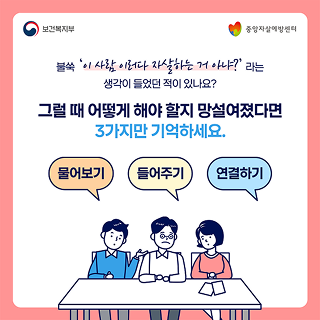 보건복지부
중앙자살예방센터
불쑥 '이 사람 이러다 자살하는 거 아냐?' 라는
생각이 들었던 적이 있나요?
그럴 때 어떻게 해야 할지 망설여졌다면
3가지만 기억하세요.
물어보기
들어주기
연결하기